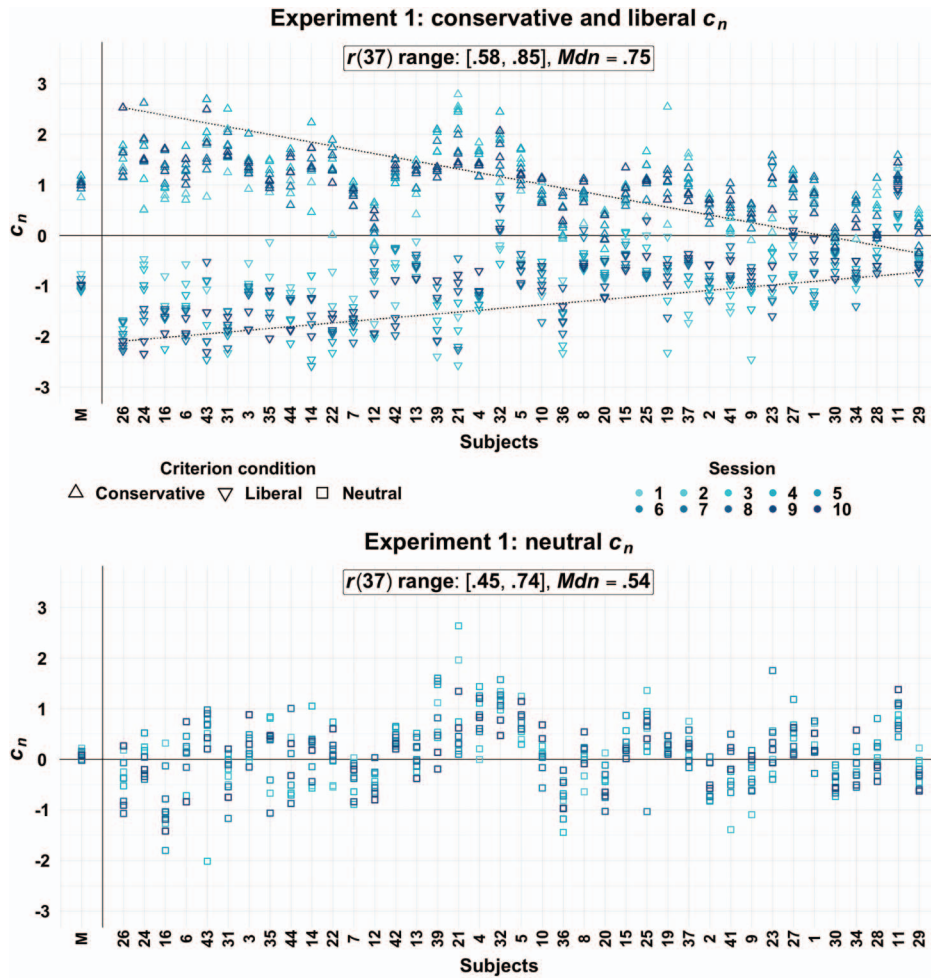 Experiment 1: conservative and liberal c_n
r(37) range: [.58, .85], Mdn = .75
3
2
1
0
-1
-2
-3
c_n
M 26 24 16 6 43 31 3 35 44 14 22 7 12 42 13 39 21 4 32 5 10 36 8 20 15 25 19 37 2 41 9 23 27 1 30 34 28 11 29
Subjects
Criterion condition
Conservative Liberal Neutral
Session
1 2 3 4 5
6 7 8 9 10
Experiment 1: neutral c_n
r(37) range: [.45, .74], Mdn = .54
3
2
1
0
-1
-2
-3
c_n
M 26 24 16 6 43 31 3 35 44 14 22 7 12 42 13 39 21 4 32 5 10 36 8 20 15 25 19 37 2 41 9 23 27 1 30 34 28 11 29
Subjects